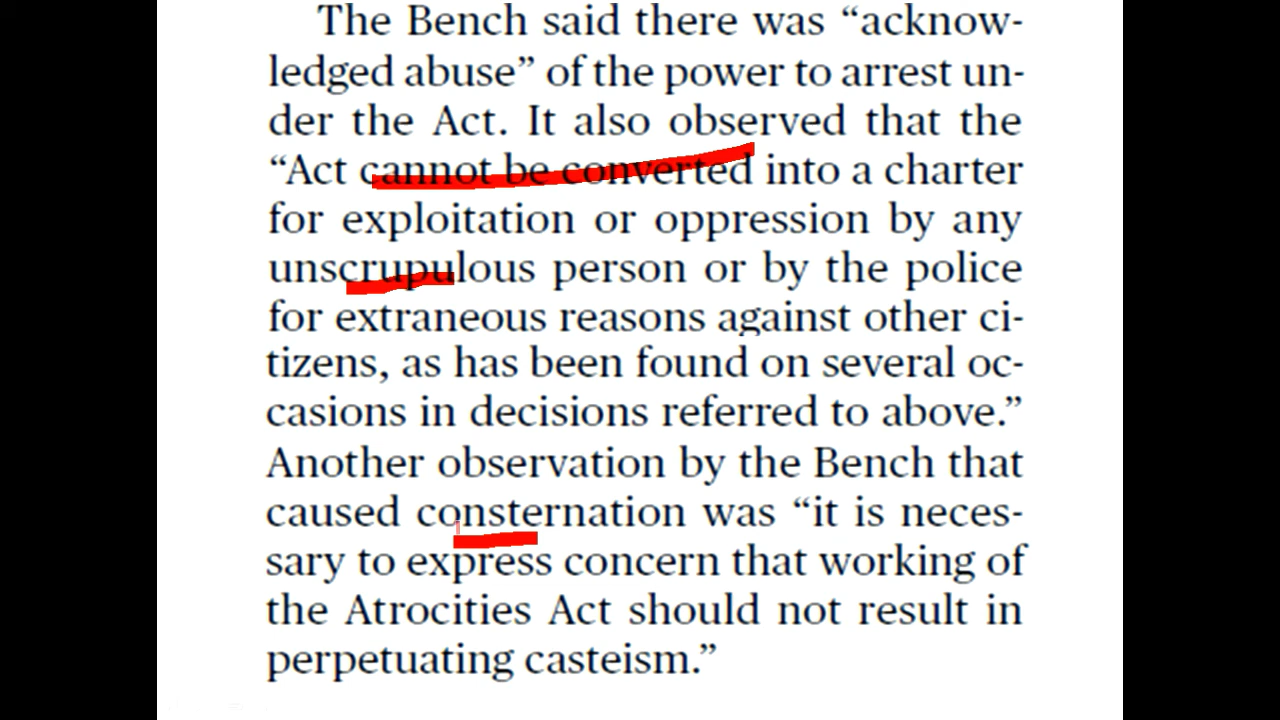 The Bench said there was “acknow-
ledged abuse” of the power to arrest un-
der the Act. It also observed that the
“Act cannot be converted into a charter
for exploitation or oppression by any
unscrupulous person or by the police
for extraneous reasons against other ci-
tizens, as has been found on several oc-
casions in decisions referred to above.”
Another observation by the Bench that
caused consternation was “it is neces-
sary to express concern that working of
the Atrocities Act should not result in
perpetuating casteism.”